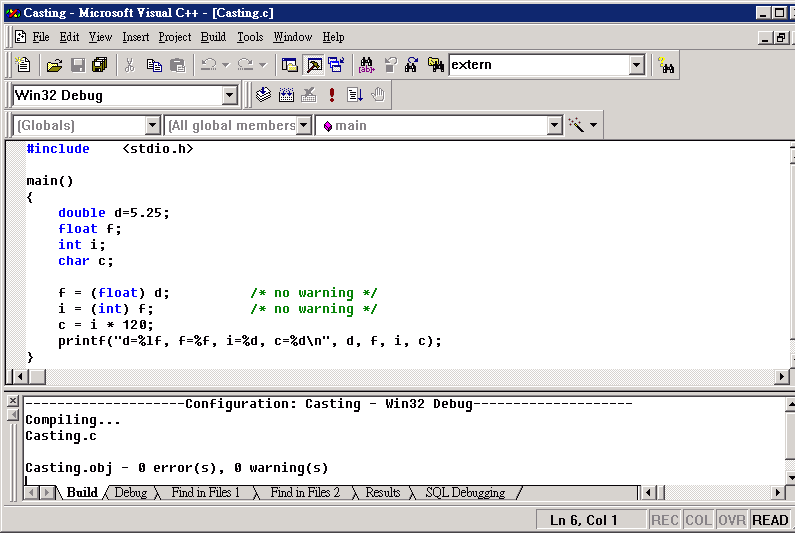 Casting - Microsoft Visual C++ - [Casting.c]
File Edit View Insert Project Build Tools Window Help
extern
Win32 Debug
(Globals) (All global members main
#include    <stdio.h>
main()
{
    double d=5.25;
    float f;
    int i;
    char c;
    f = (float) d;          /* no warning */
    i = (int) f;            /* no warning */
    c = i * 120;
    printf("d=%lf, f=%f, i=%d, c=%d\n", d, f, i, c);
}
--------------------Configuration: Casting - Win32 Debug--------------------
Compiling...
Casting.c
Casting.obj - 0 error(s), 0 warning(s)
Build Debug Find in Files 1 Find in Files 2 Results SQL Debugging
Ln 6, Col 1 REC COL OVR READ